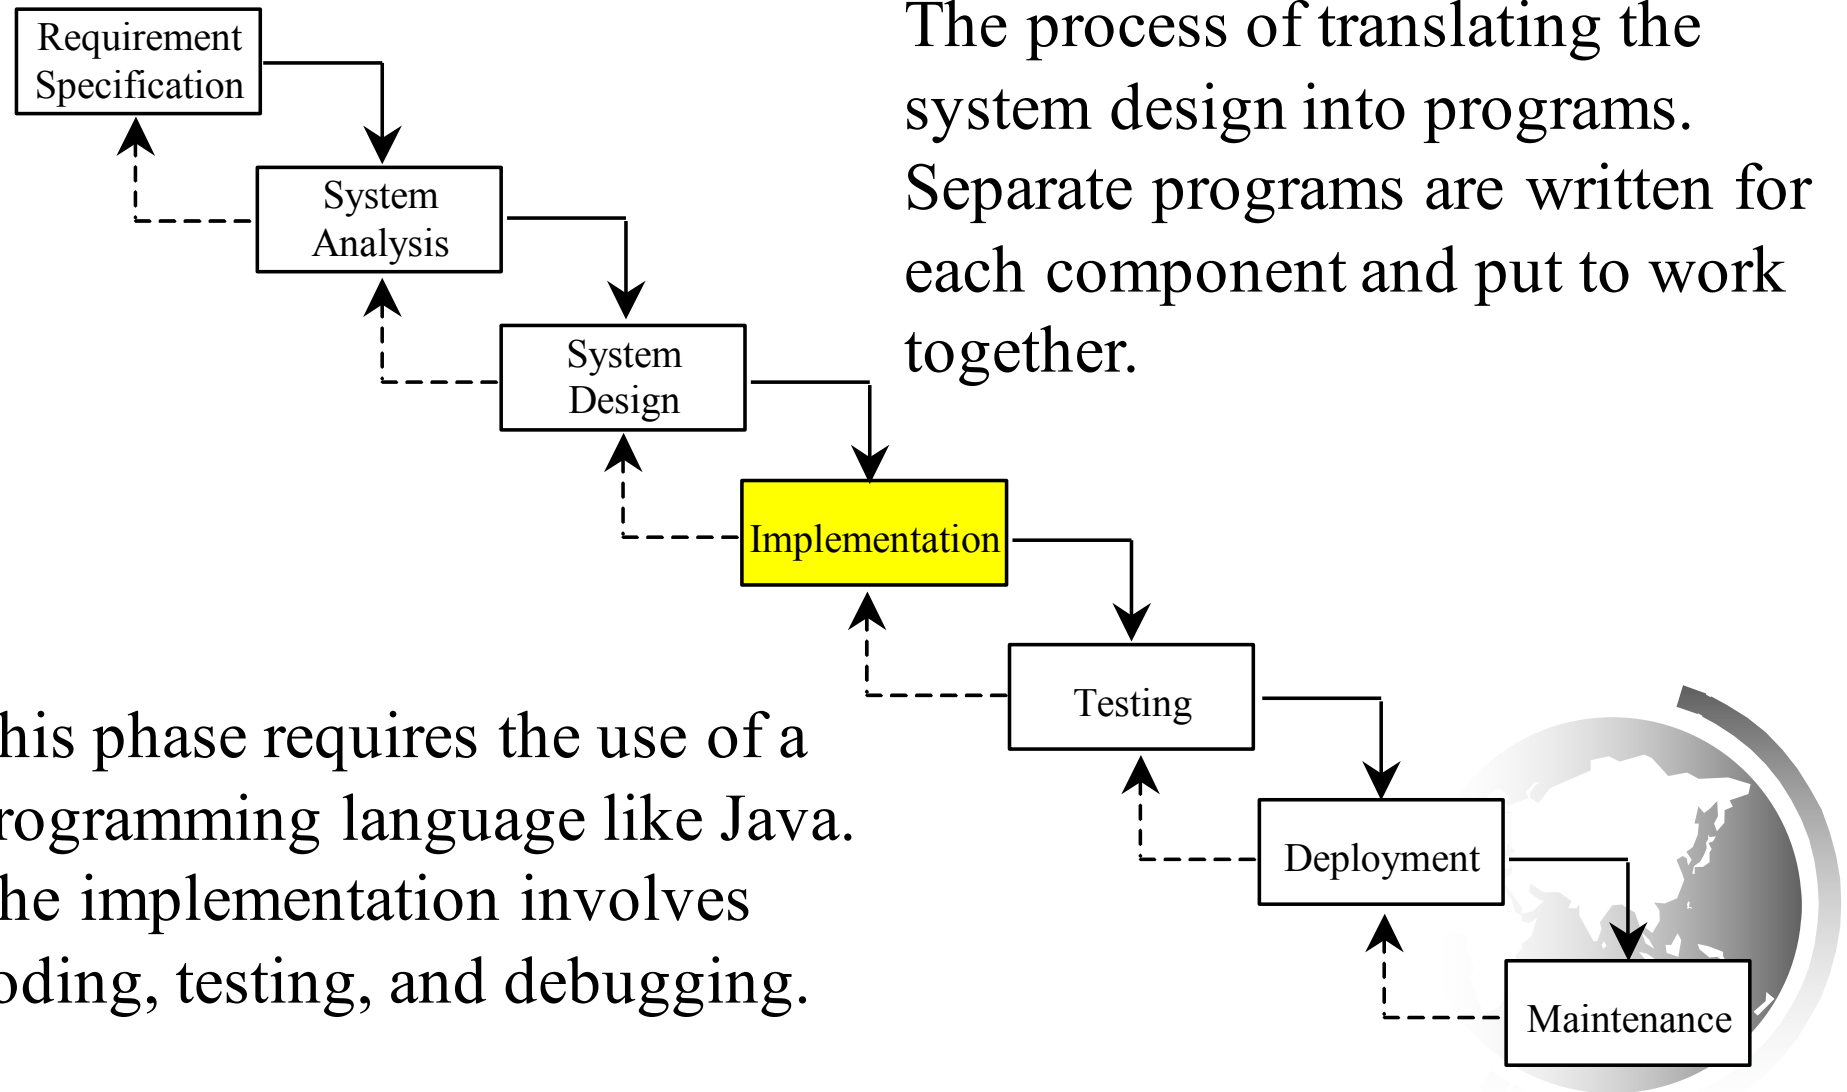 Requirement
Specification
The process of translating the
system design into programs.
Separate programs are written for
each component and put to work
together.
System
Analysis
System
Design
Implementation
Testing
his phase requires the use of a
rogramming language like Java.
he implementation involves
oding, testing, and debugging.
Deployment
Maintenance